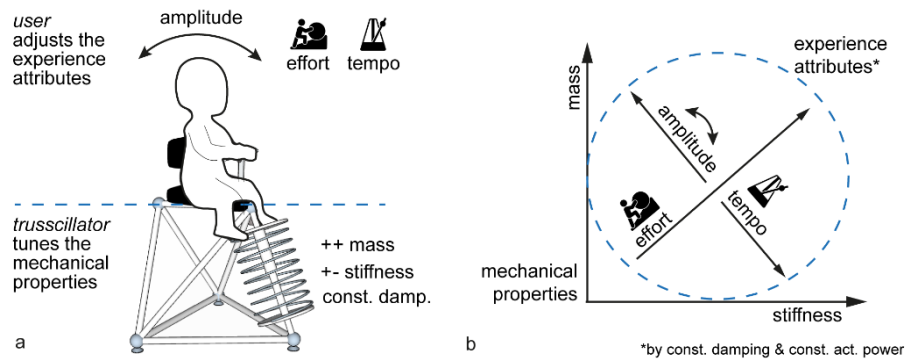 user
adjusts the
experience
attributes
amplitude
effort tempo
trusscillator
tunes the
mechanical
properties
++ mass
+- stiffness
const. damp.
a
mass
experience
attributes*
amplitude
effort
tempo
mechanical
properties
stiffness
b
*by const. damping & const. act. power